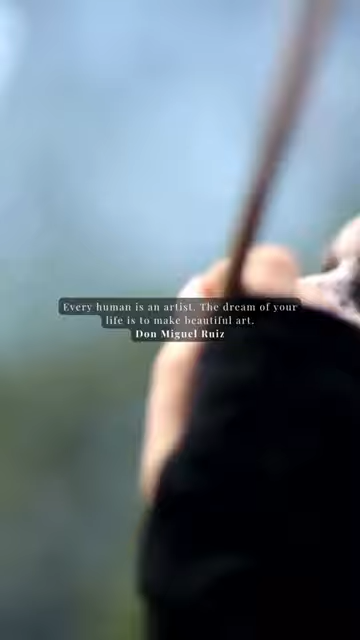 Every human is an artist. The dream of your
life is to make beautiful art.
Don Miguel Ruiz